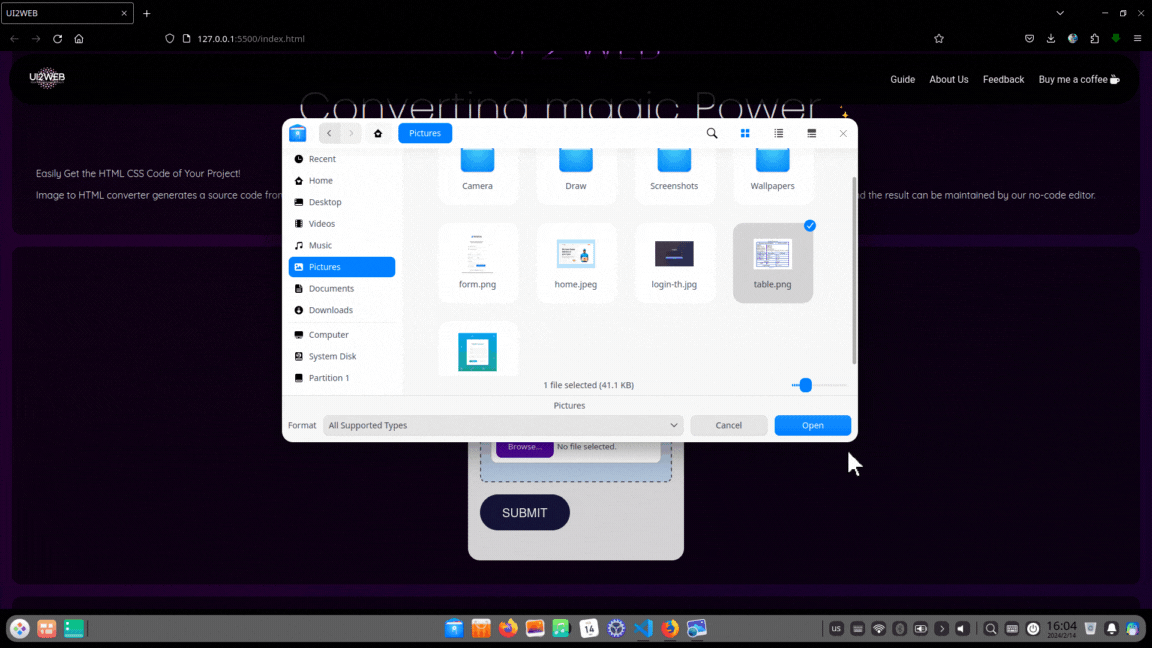 UI2WEB
127.0.0.1:5500/index.html
UI2WEB
Guide
About Us
Feedback
Buy me a coffee
UI 2 WEB
Converting magic Power
Easily Get the HTML CSS Code of Your Project!
Image to HTML converter generates a source code from
d the result can be maintained by our no-code editor.
Pictures
Recent
Home
Desktop
Videos
Music
Pictures
Documents
Downloads
Computer
System Disk
Partition 1
Camera
Draw
Screenshots
Wallpapers
form.png
home.jpeg
login-th.jpg
table.png
1 file selected (41.1 KB)
Pictures
Format
All Supported Types
Cancel
Open
Browse...
No file selected.
SUBMIT
14
us
16:04
2024/2/14